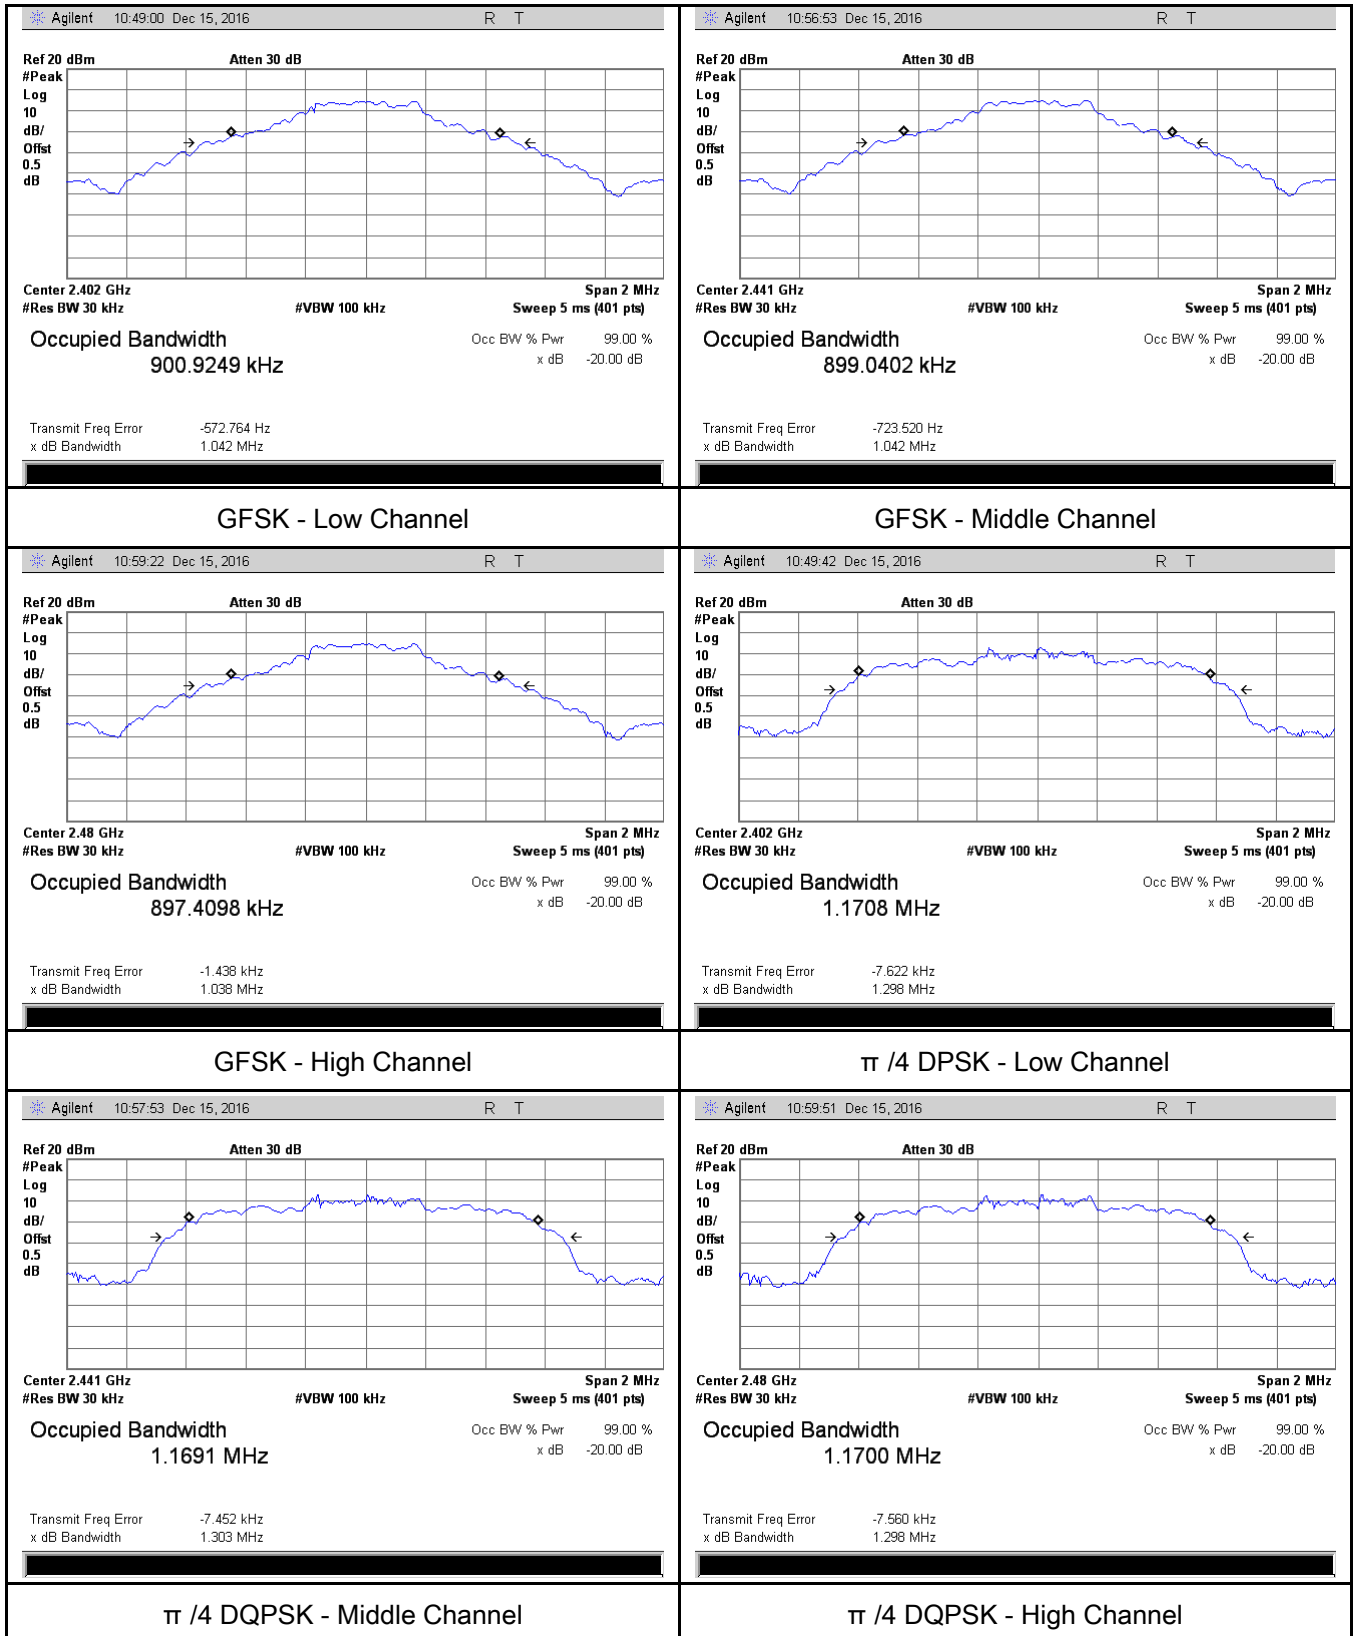 Agilent 10:49:00 Dec 15, 2016 R T
Ref 20 dBm Atten 30 dB
#Peak
Log
10
dB/
Offst
0.5
dB
Center 2.402 GHz Span 2 MHz
#Res BW 30 kHz #VBW 100 kHz Sweep 5 ms (401 pts)
Occupied Bandwidth Occ BW % Pwr 99.00 %
900.9249 kHz x dB -20.00 dB
Transmit Freq Error -572.764 Hz
x dB Bandwidth 1.042 MHz
GFSK - Low Channel
Agilent 10:56:53 Dec 15, 2016 R T
Ref 20 dBm Atten 30 dB
#Peak
Log
10
dB/
Offst
0.5
dB
Center 2.441 GHz Span 2 MHz
#Res BW 30 kHz #VBW 100 kHz Sweep 5 ms (401 pts)
Occupied Bandwidth Occ BW % Pwr 99.00 %
899.0402 kHz x dB -20.00 dB
Transmit Freq Error -723.520 Hz
x dB Bandwidth 1.042 MHz
GFSK - Middle Channel
Agilent 10:59:22 Dec 15, 2016 R T
Ref 20 dBm Atten 30 dB
#Peak
Log
10
dB/
Offst
0.5
dB
Center 2.48 GHz Span 2 MHz
#Res BW 30 kHz #VBW 100 kHz Sweep 5 ms (401 pts)
Occupied Bandwidth Occ BW % Pwr 99.00 %
897.4098 kHz x dB -20.00 dB
Transmit Freq Error -1.438 kHz
x dB Bandwidth 1.038 MHz
GFSK - High Channel
Agilent 10:49:42 Dec 15, 2016 R T
Ref 20 dBm Atten 30 dB
#Peak
Log
10
dB/
Offst
0.5
dB
Center 2.402 GHz Span 2 MHz
#Res BW 30 kHz #VBW 100 kHz Sweep 5 ms (401 pts)
Occupied Bandwidth Occ BW % Pwr 99.00 %
1.1708 MHz x dB -20.00 dB
Transmit Freq Error -7.622 kHz
x dB Bandwidth 1.298 MHz
π /4 DPSK - Low Channel
Agilent 10:57:53 Dec 15, 2016 R T
Ref 20 dBm Atten 30 dB
#Peak
Log
10
dB/
Offst
0.5
dB
Center 2.441 GHz Span 2 MHz
#Res BW 30 kHz #VBW 100 kHz Sweep 5 ms (401 pts)
Occupied Bandwidth Occ BW % Pwr 99.00 %
1.1691 MHz x dB -20.00 dB
Transmit Freq Error -7.452 kHz
x dB Bandwidth 1.303 MHz
π /4 DQPSK - Middle Channel
Agilent 10:59:51 Dec 15, 2016 R T
Ref 20 dBm Atten 30 dB
#Peak
Log
10
dB/
Offst
0.5
dB
Center 2.48 GHz Span 2 MHz
#Res BW 30 kHz #VBW 100 kHz Sweep 5 ms (401 pts)
Occupied Bandwidth Occ BW % Pwr 99.00 %
1.1700 MHz x dB -20.00 dB
Transmit Freq Error -7.560 kHz
x dB Bandwidth 1.298 MHz
π /4 DQPSK - High Channel